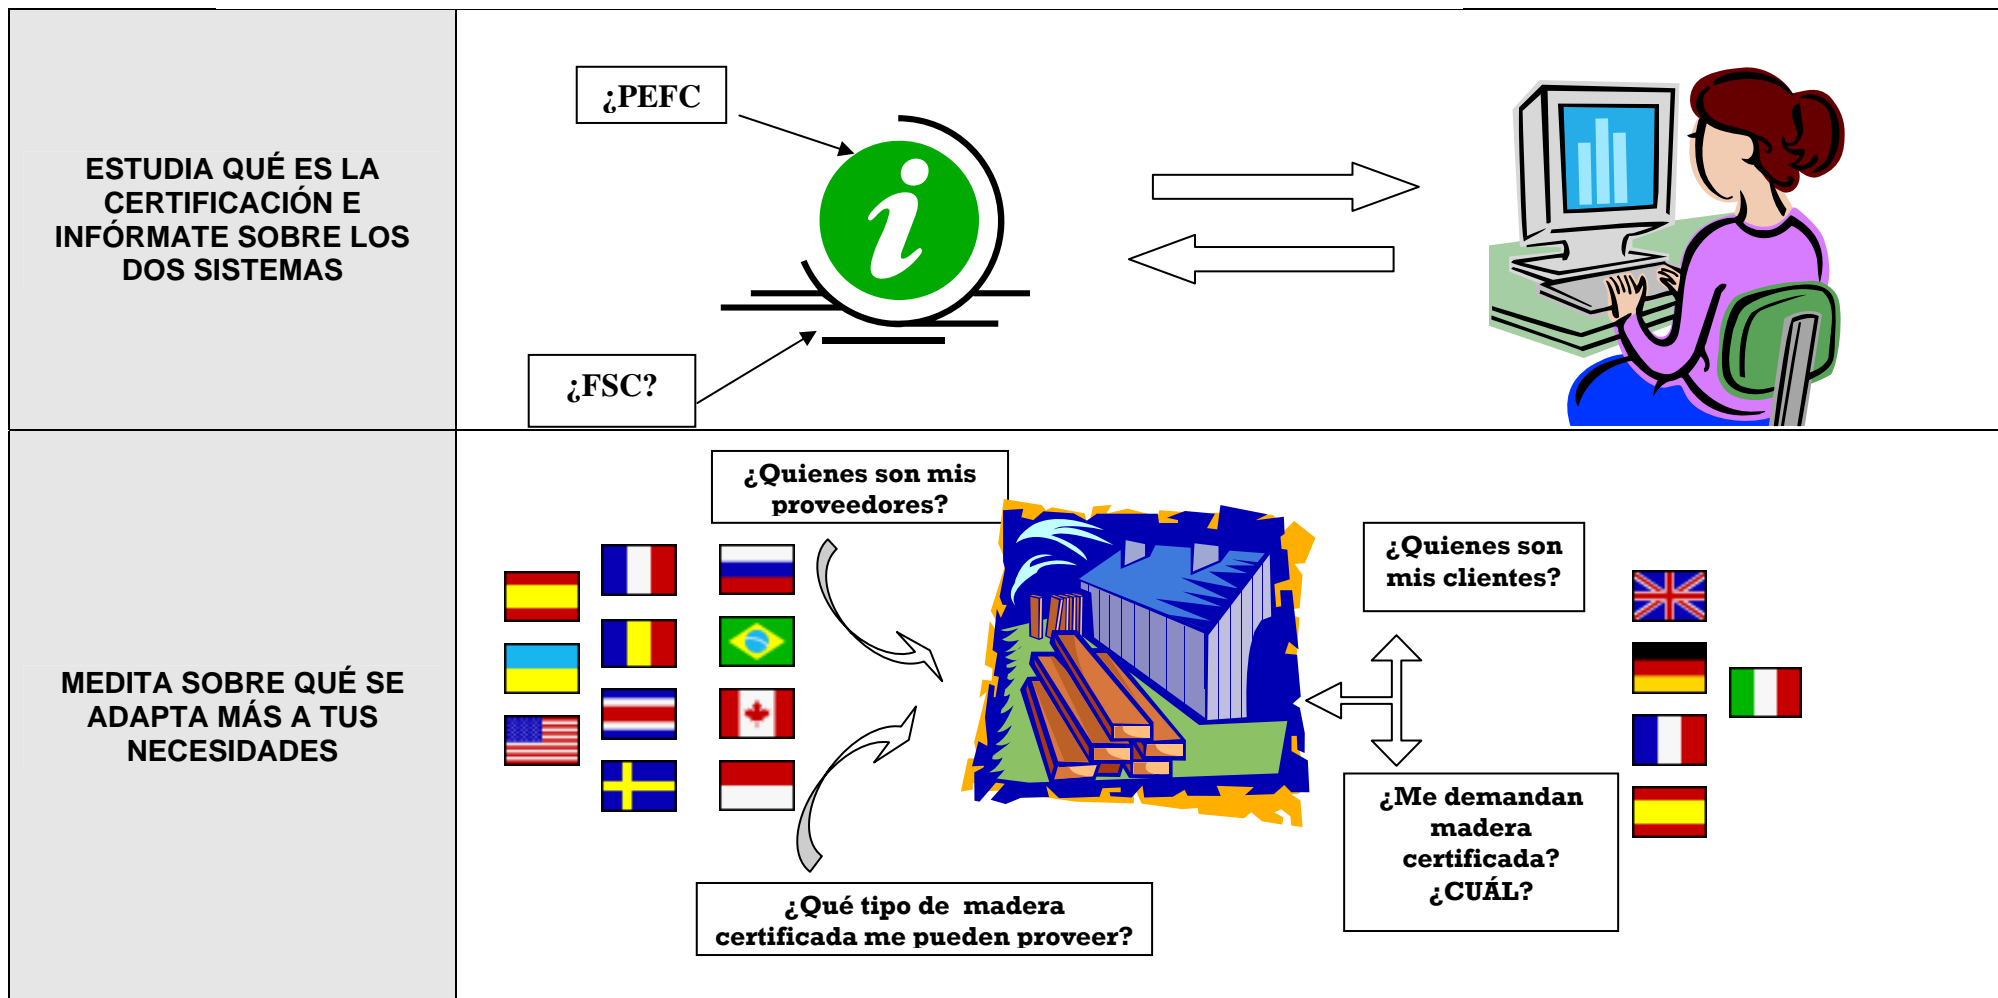 ESTUDIA QUÉ ES LA
CERTIFICACIÓN E
INFÓRMATE SOBRE LOS
DOS SISTEMAS
¿PEFC
¿FSC?
MEDITA SOBRE QUÉ SE
ADAPTA MÁS A TUS
NECESIDADES
¿Quienes son mis
proveedores?
¿Qué tipo de madera
certificada me pueden proveer?
¿Quienes son
mis clientes?
¿Me demandan
madera
certificada?
¿CUÁL?